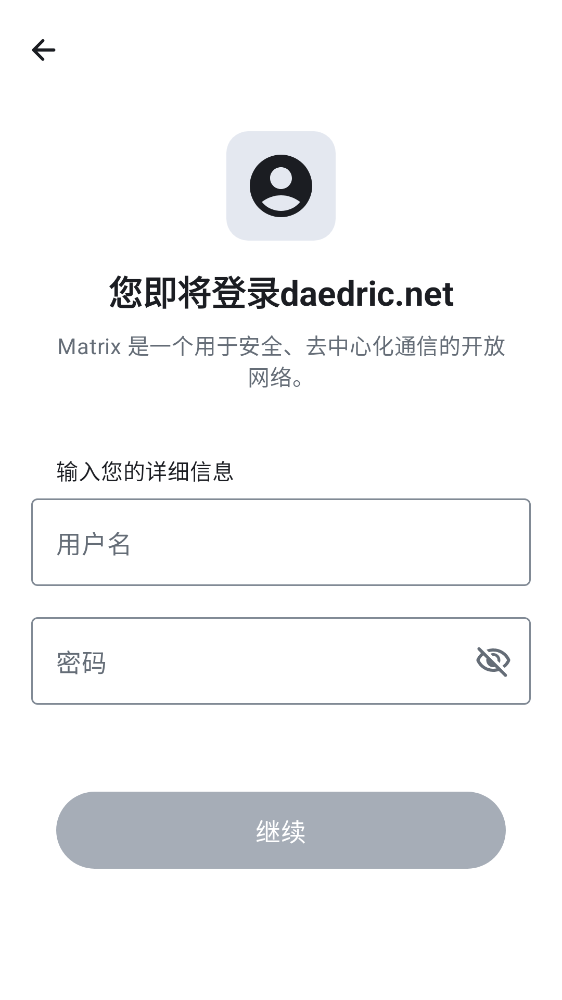 您即将登录daedric.net
Matrix 是一个用于安全、去中心化通信的开放
网络。
输入您的详细信息
用户名
密码
继续